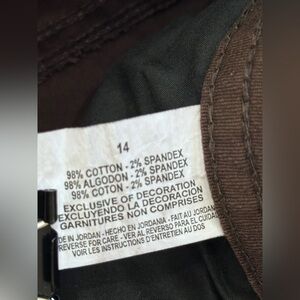 14
98% COTTON - 2% SPANDEX
98% ALGODON - 2% SPANDEX
98% COTON - 2% SPANDEX
EXCLUSIVE OF DECORATION
EXCLUYENDO LA DECORACION
GARNITURES NON COMPRISES
DE IN JORDAN - HECHO EN JORDANIA - FAIT AU JORDAN
REVERSE FOR CARE - VER AL REVERSO PARA EL CUIDAD
VOIR LES INSTRUCTIONS D'ENTRETIEN AU DOS